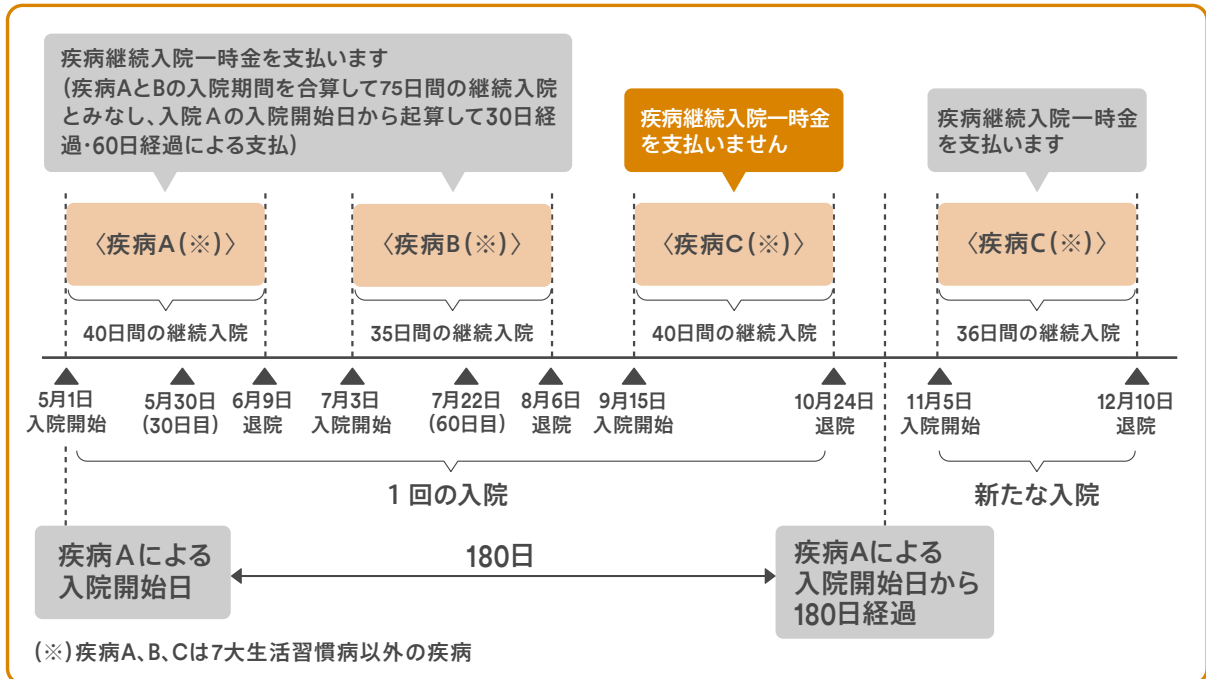 疾病継続入院一時金を支払います
(疾病AとBの入院期間を合算して75日間の継続入院
とみなし、入院Aの入院開始日から起算して30日経
過・60日経過による支払)
疾病継続入院一時金
を支払いません
疾病継続入院一時金
を支払います
〈疾病A(※)〉
〈疾病B(※)〉
〈疾病C(※)〉
〈疾病C(※)〉
40日間の継続入院
35日間の継続入院
40日間の継続入院
36日間の継続入院
5月1日
入院開始
5月30日
(30日目)
6月9日
退院
7月3日
入院開始
7月22日
(60日目)
8月6日
退院
9月15日
入院開始
10月24日
退院
11月5日
入院開始
12月10日
退院
1回の入院
新たな入院
疾病Aによる
入院開始日
180日
疾病Aによる
入院開始日から
180日経過
(※)疾病A、B、Cは7大生活習慣病以外の疾病